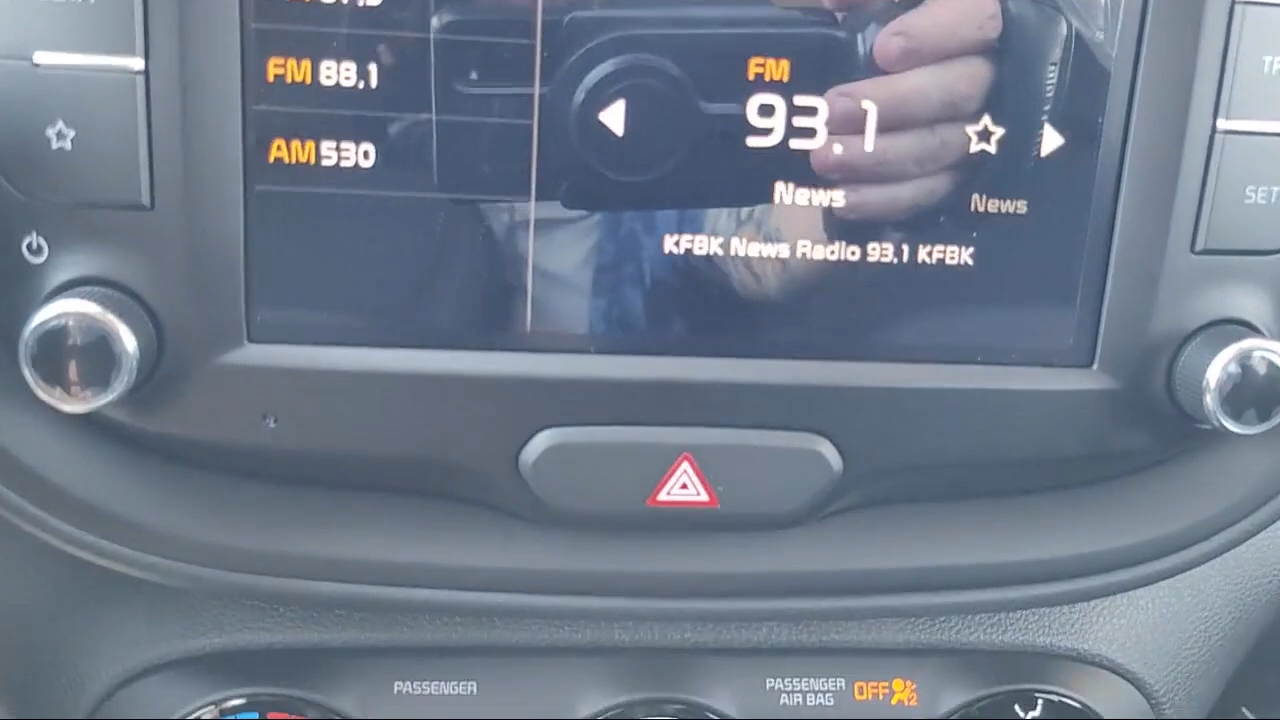 FM 88.1
AM 530
FM
93.1
News
News
KFBK News Radio 93.1 KFBK
PASSENGER
PASSENGER
AIR BAG
OFF
2